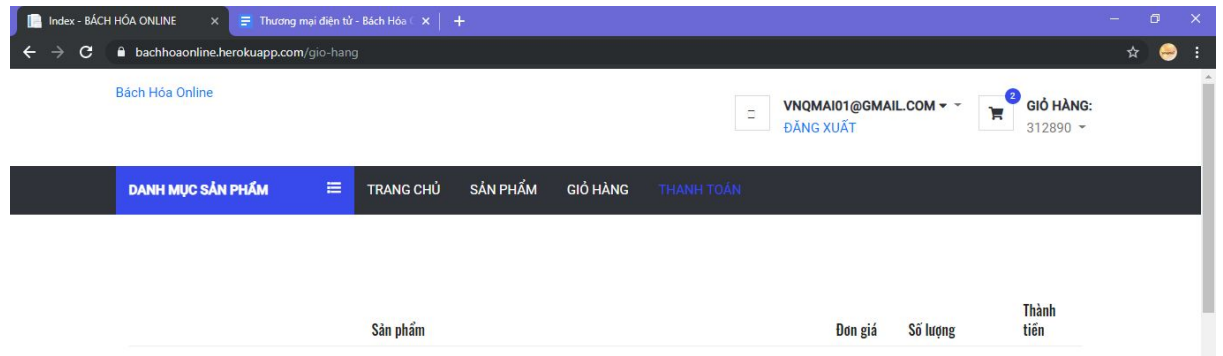 Index - BÁCH HÓA ONLINE
Thương mại điện tử - Bách Hóa
bachhoaonline.herokuapp.com/gio-hang
Bách Hóa Online
VNQMAI01@GMAIL.COM
ĐĂNG XUẤT
2
GIỎ HÀNG:
312890
DANH MỤC SẢN PHẨM TRANG CHỦ SẢN PHẨM GIỎ HÀNG THANH TOÁN
Sản phẩm Đơn giá Số lượng Thành
tiền